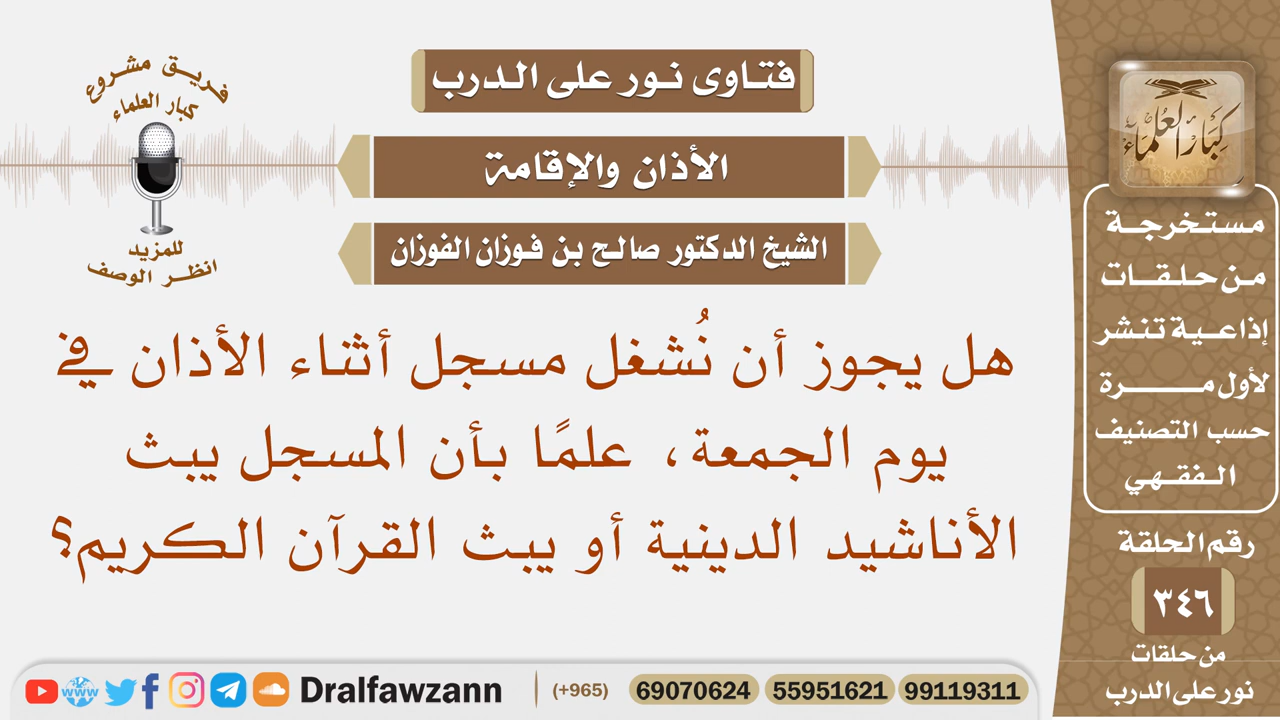 فتاوى نور على الدرب
الأذان والإقامة
الشيخ الدكتور صالح بن فوزان الفوزان
فريق مشروع
كبار العلماء
للمزيد
انظر الوصف
هل يجوز أن نُشغل مسجل أثناء الأذان في
يوم الجمعة، علمًا بأن المسجل يبث
الأناشيد الدينية أو يبث القرآن الكريم؟
كبار العلماء
مستخرجة
من حلقات
إذاعية تنشر
لأول مرة
حسب التصنيف
الفقهي
رقم الحلقة
٣٤٦
من حلقات
نور على الدرب
www Dralfawzann (+965) 69070624 55951621 99119311